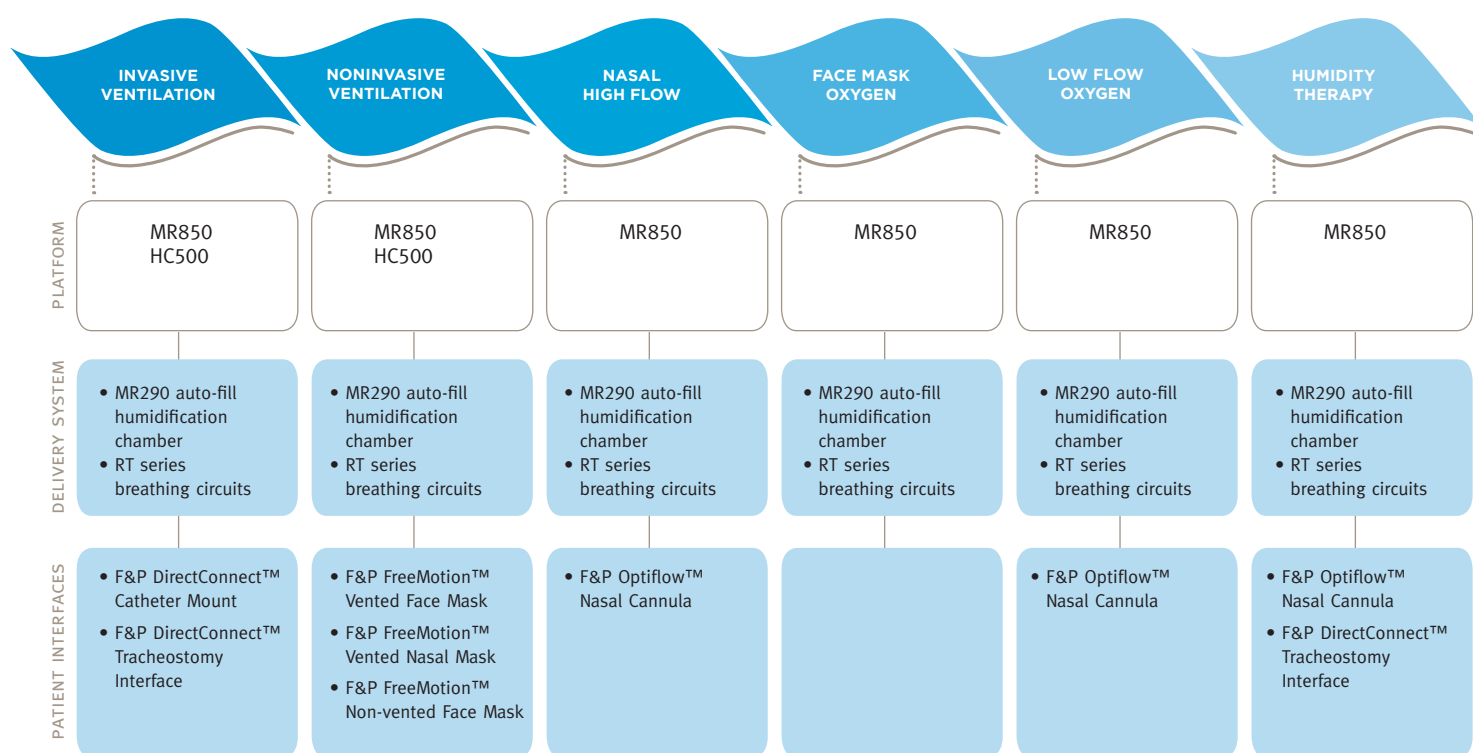 INVASIVE
VENTILATION
NONINVASIVE
VENTILATION
NASAL
HIGH FLOW
FACE MASK
OXYGEN
LOW FLOW
OXYGEN
HUMIDITY
THERAPY
PLATFORM
MR850
HC500
MR850
HC500
MR850
MR850
MR850
MR850
DELIVERY SYSTEM
• MR290 auto-fill
humidification
chamber
• RT series
breathing circuits
• MR290 auto-fill
humidification
chamber
• RT series
breathing circuits
• MR290 auto-fill
humidification
chamber
• RT series
breathing circuits
• MR290 auto-fill
humidification
chamber
• RT series
breathing circuits
• MR290 auto-fill
humidification
chamber
• RT series
breathing circuits
• MR290 auto-fill
humidification
chamber
• RT series
breathing circuits
PATIENT INTERFACES
• F&P DirectConnect™
Catheter Mount
• F&P DirectConnect™
Tracheostomy
Interface
• F&P FreeMotion™
Vented Face Mask
• F&P FreeMotion™
Vented Nasal Mask
• F&P FreeMotion™
Non-vented Face Mask
• F&P Optiflow™
Nasal Cannula
• F&P Optiflow™
Nasal Cannula
• F&P Optiflow™
Nasal Cannula
• F&P DirectConnect™
Tracheostomy
Interface